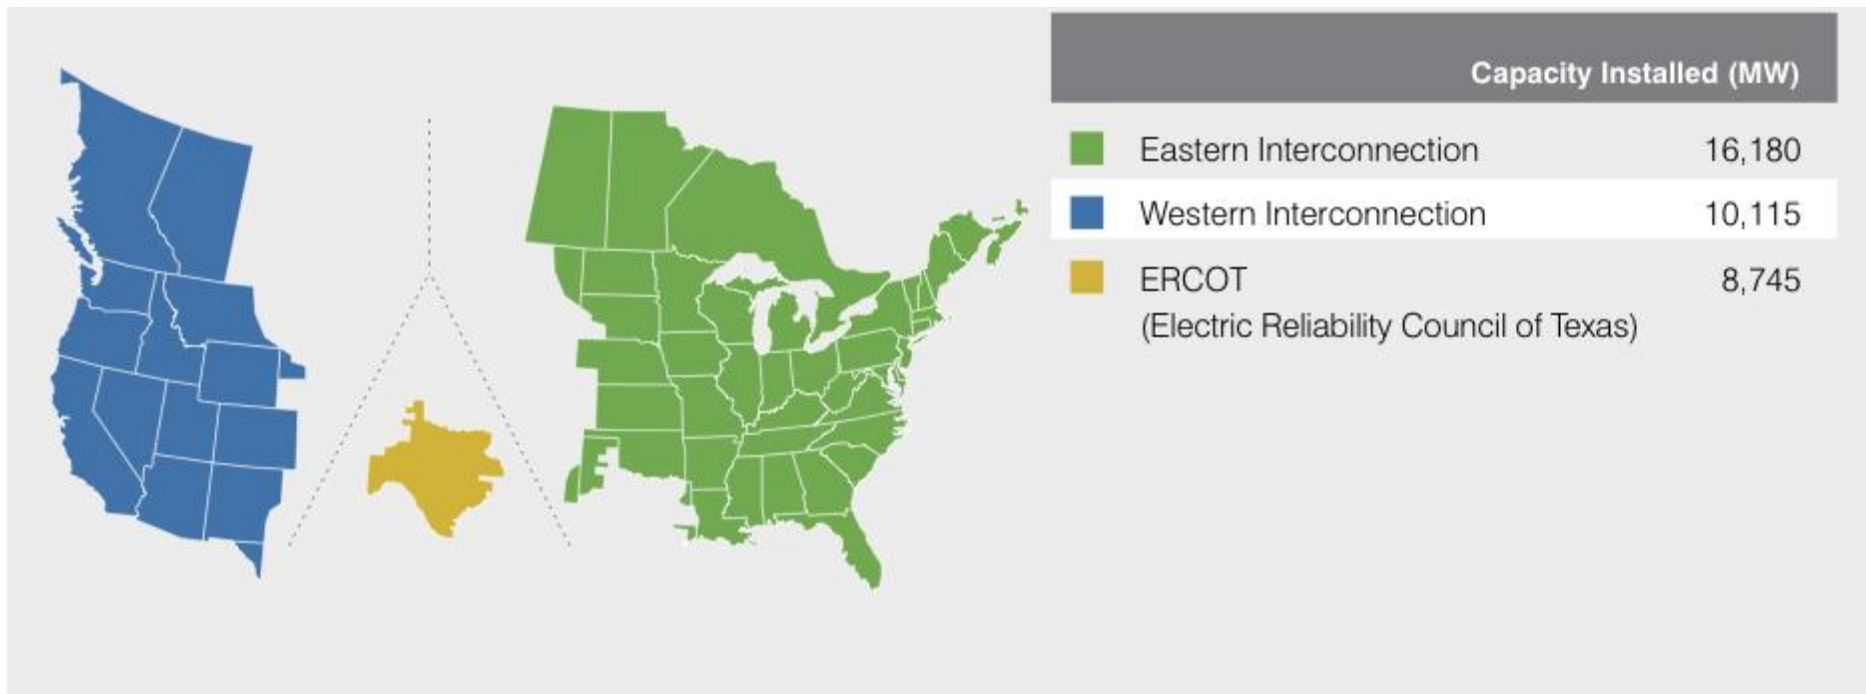 Capacity Installed (MW)
Eastern Interconnection 16,180
Western Interconnection 10,115
ERCOT 8,745
(Electric Reliability Council of Texas)